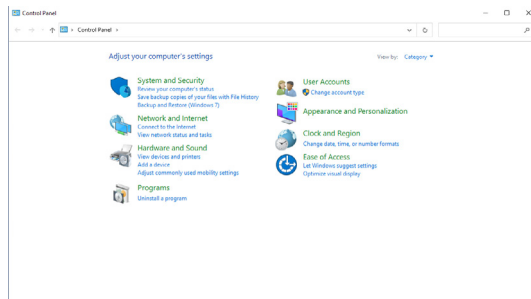 Control Panel
Control Panel
Adjust your computer's settings
View by: Category
System and Security
Review your computer's status
Save backup copies of your files with File History
Backup and Restore (Windows 7)
Network and Internet
Connect to the Internet
View network status and tasks
Hardware and Sound
View devices and printers
Add a device
Adjust commonly used mobility settings
Programs
Uninstall a program
User Accounts
Change account type
Appearance and Personalization
Clock and Region
Change date, time, or number formats
Ease of Access
Let Windows suggest settings
Optimize visual display